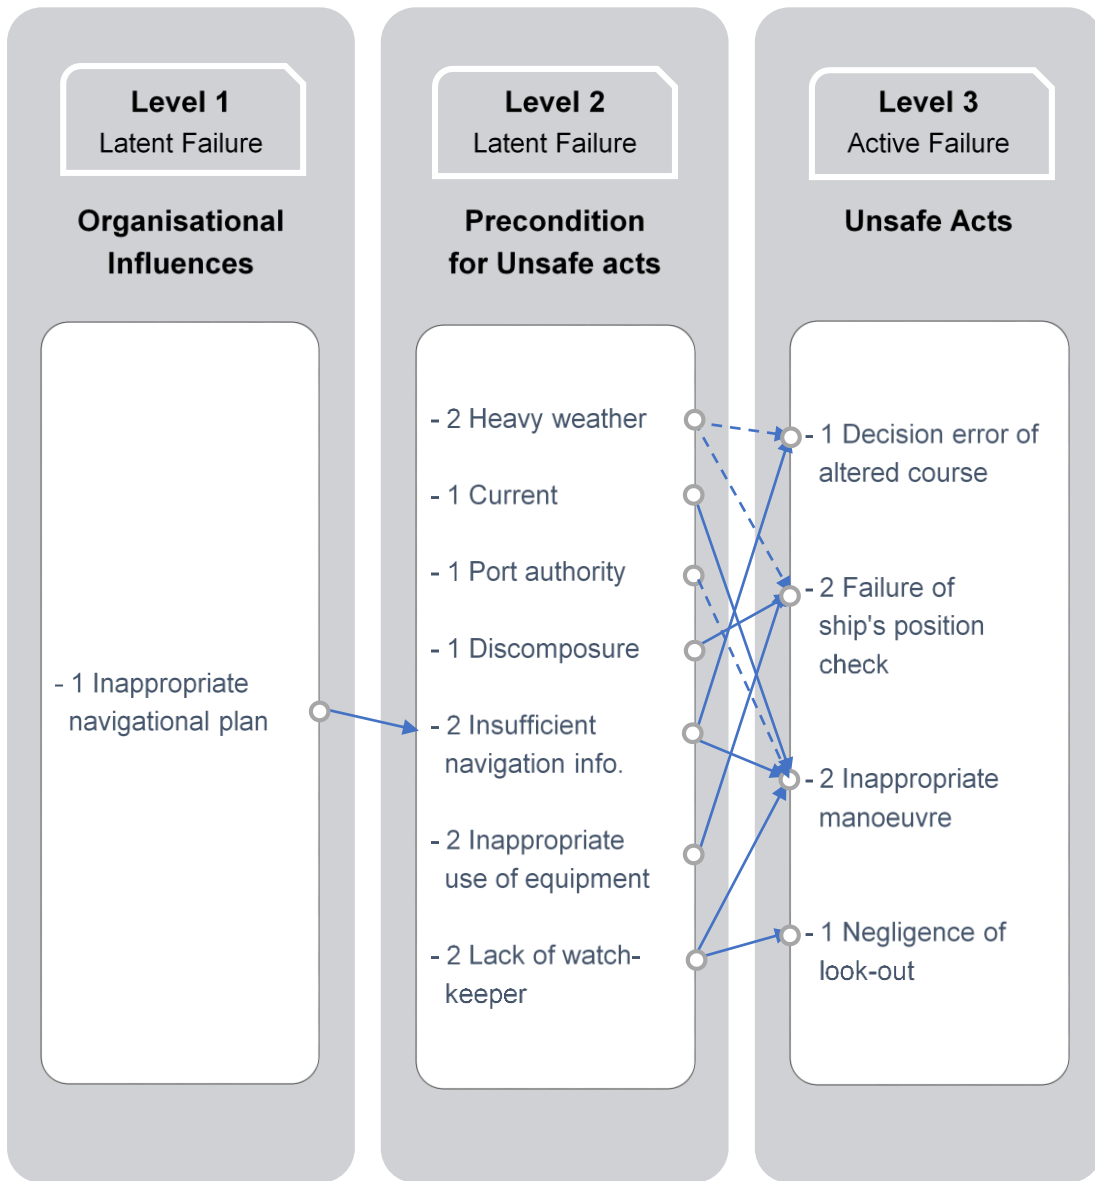 Level 1
Latent Failure
Organisational
Influences
- 1 Inappropriate
navigational plan
Level 2
Latent Failure
Precondition
for Unsafe acts
- 2 Heavy weather
- 1 Current
- 1 Port authority
- 1 Discomposure
- 2 Insufficient
navigation info.
- 2 Inappropriate
use of equipment
- 2 Lack of watch-
keeper
Level 3
Active Failure
Unsafe Acts
- 1 Decision error of
altered course
- 2 Failure of
ship's position
check
- 2 Inappropriate
manoeuvre
- 1 Negligence of
look-out